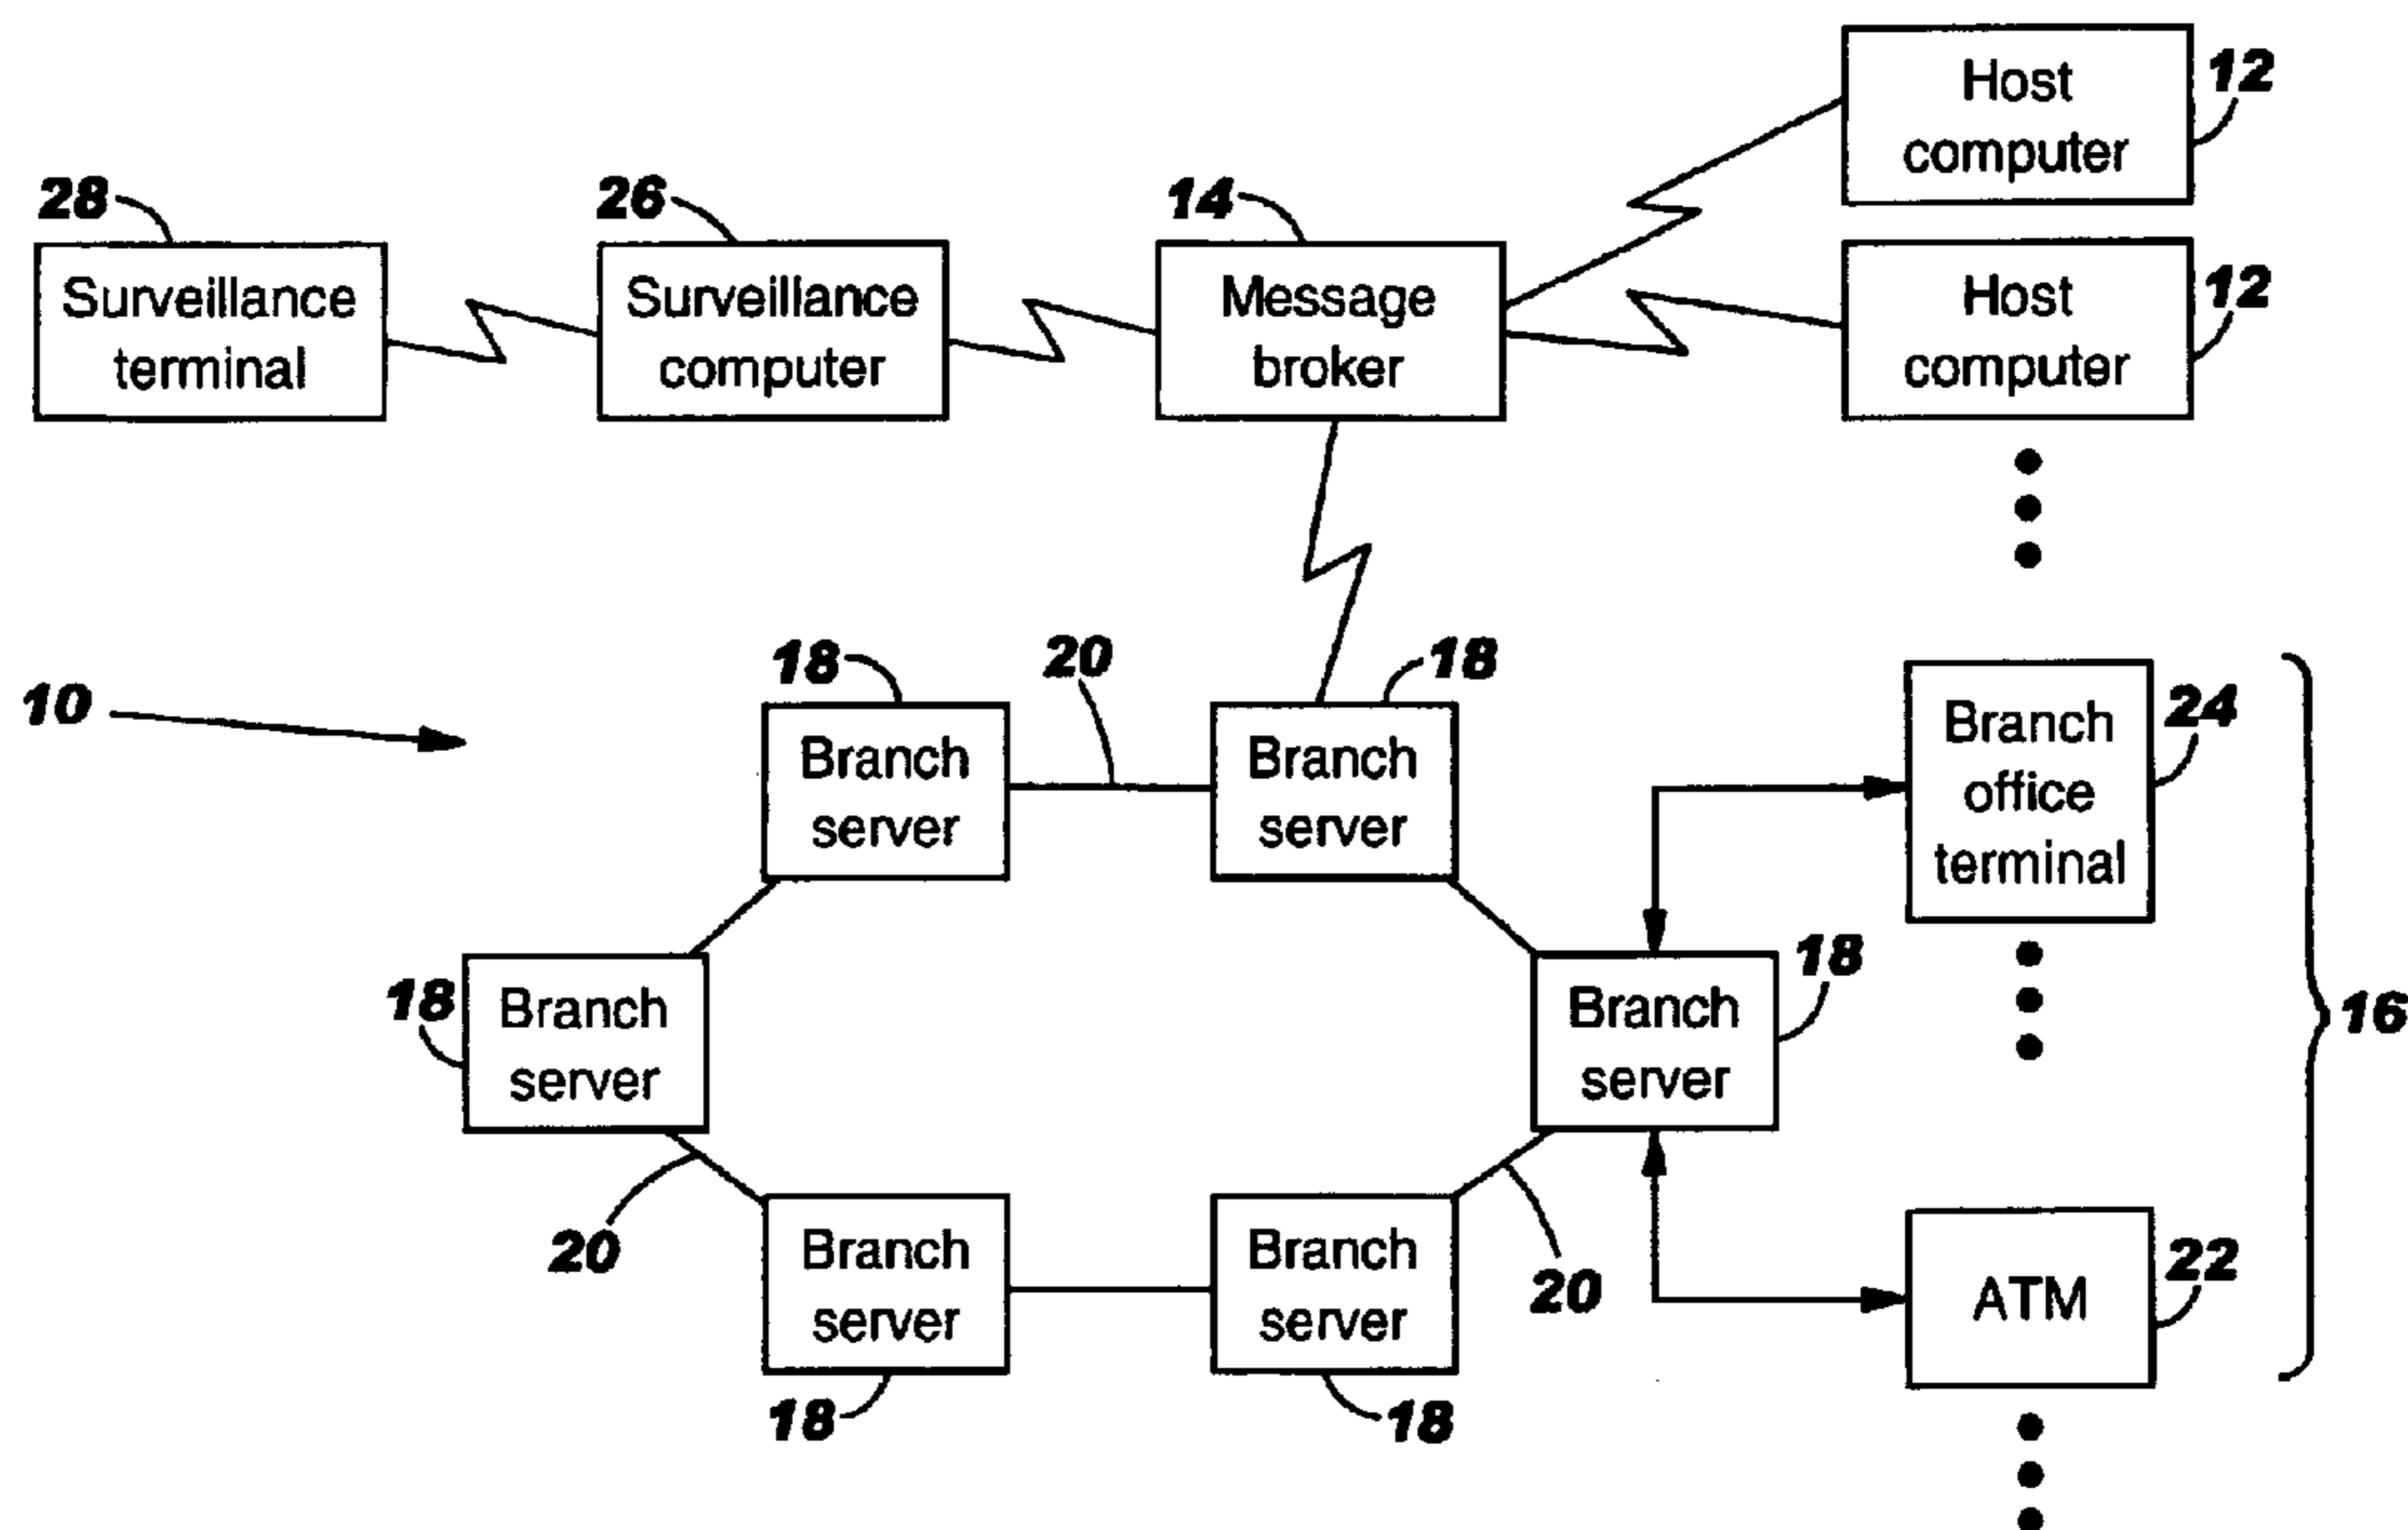 Host
computer
12
28
Surveillance
terminal
26
Surveillance
computer
14
Message
broker
Host
computer
12
10
18
Branch
server
20
18
Branch
server
24
Branch
office
terminal
18
Branch
server
18
Branch
server
16
20
18
Branch
server
18
Branch
server
20
22
ATM